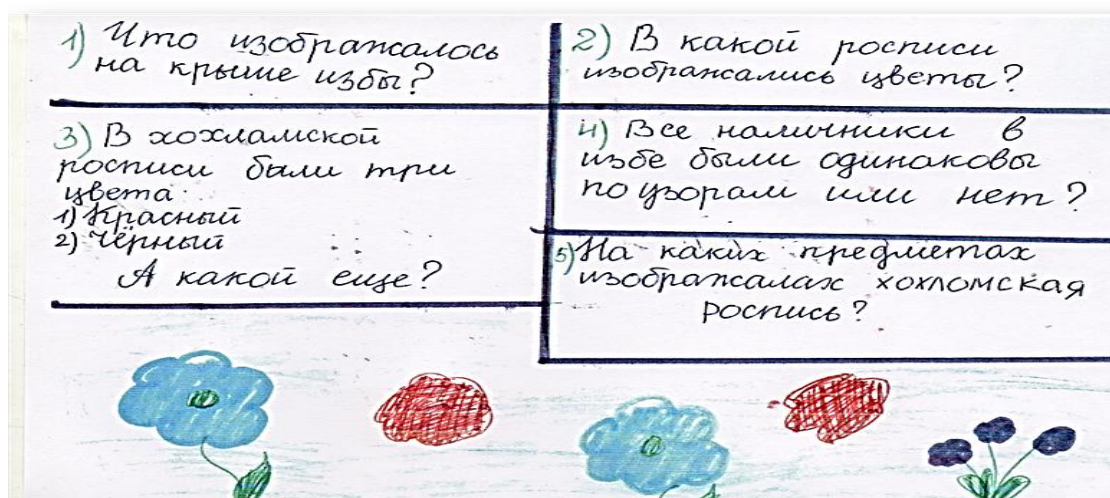 1) Что изображалось
на крыше избы?
2) В какой росписи
изображались цветы?
3) В хохламской
росписи были три
цвета:
1) Красный
2) Чёрный
А какой еще?
4) Все наличники в
избе были одинаковы
по узорам или нет?
5) На каких предметах
изображалах хохломская
роспись?